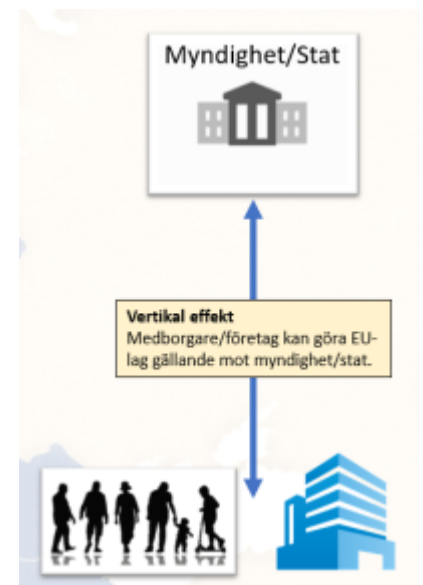 Myndighet/Stat
Vertikal effekt
Medborgare/företag kan göra EU-
lag gällande mot myndighet/stat.